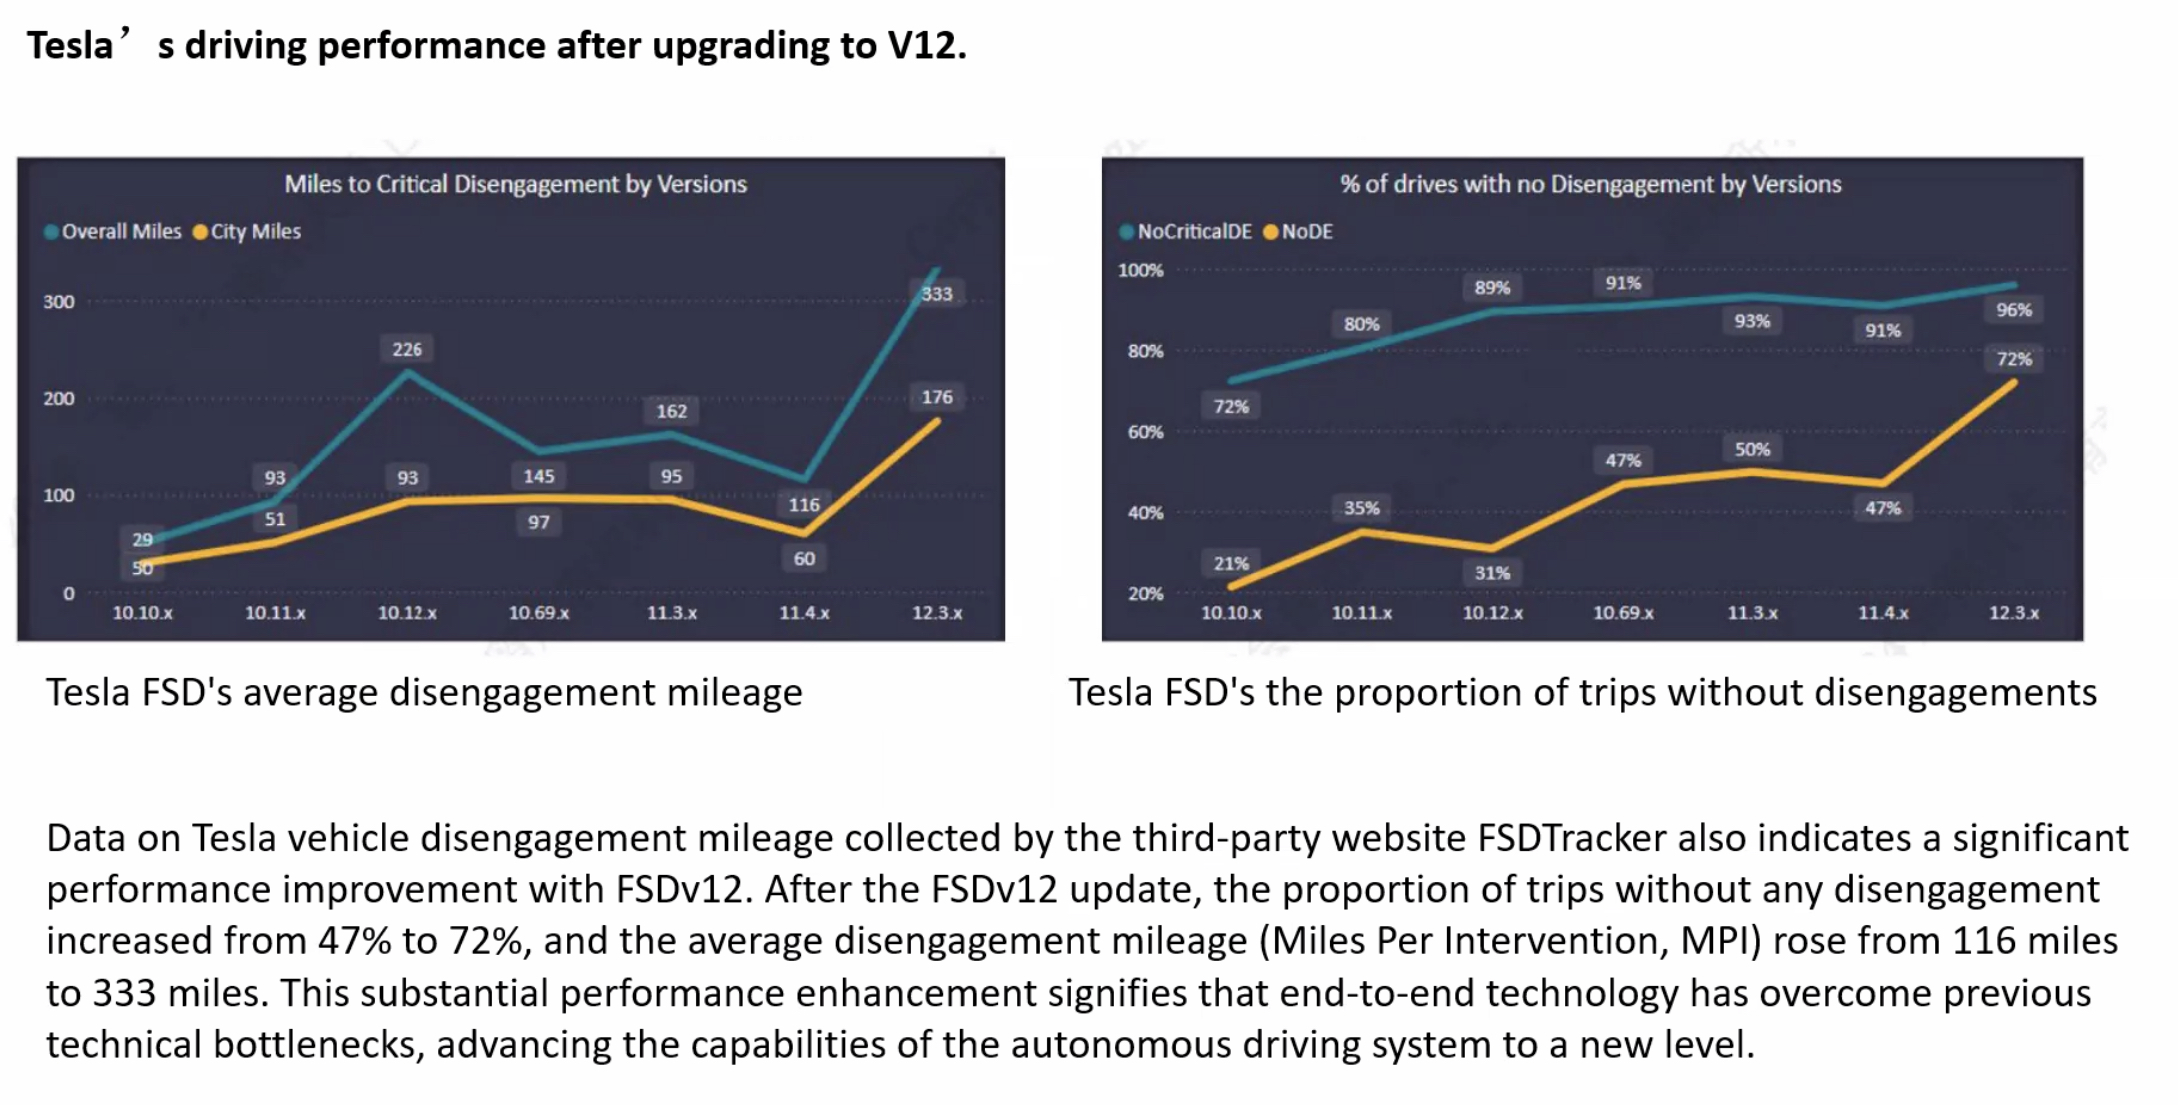 Tesla’s driving performance after upgrading to V12.
Miles to Critical Disengagement by Versions
Overall Miles City Miles
300
200
100
0
29
50
93
51
226
93
145
97
162
95
116
60
333
176
10.10.x 10.11.x 10.12.x 10.69.x 11.3.x 11.4.x 12.3.x
% of drives with no Disengagement by Versions
NoCriticalDE NoDE
100%
80%
60%
40%
20%
72%
21%
80%
35%
89%
31%
91%
47%
93%
50%
91%
47%
96%
72%
10.10.x 10.11.x 10.12.x 10.69.x 11.3.x 11.4.x 12.3.x
Tesla FSD's average disengagement mileage
Tesla FSD's the proportion of trips without disengagements
Data on Tesla vehicle disengagement mileage collected by the third-party website FSDTracker also indicates a significant
performance improvement with FSDv12. After the FSDv12 update, the proportion of trips without any disengagement
increased from 47% to 72%, and the average disengagement mileage (Miles Per Intervention, MPI) rose from 116 miles
to 333 miles. This substantial performance enhancement signifies that end-to-end technology has overcome previous
technical bottlenecks, advancing the capabilities of the autonomous driving system to a new level.